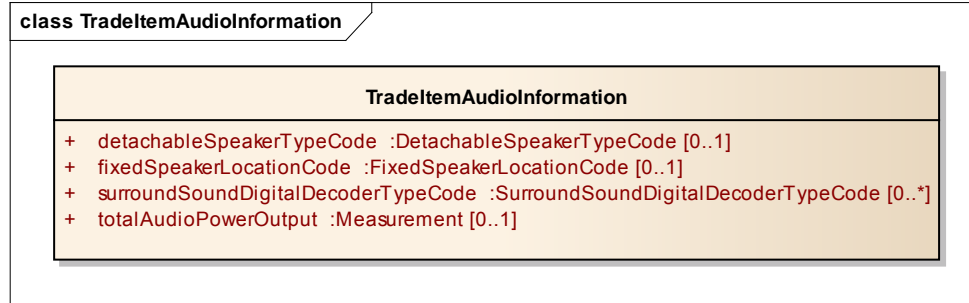 class TradeItemAudioInformation
TradeItemAudioInformation
+ detachableSpeakerTypeCode :DetachableSpeakerTypeCode [0..1]
+ fixedSpeakerLocationCode :FixedSpeakerLocationCode [0..1]
+ surroundSoundDigitalDecoderTypeCode :SurroundSoundDigitalDecoderTypeCode [0..*]
+ totalAudioPowerOutput :Measurement [0..1]